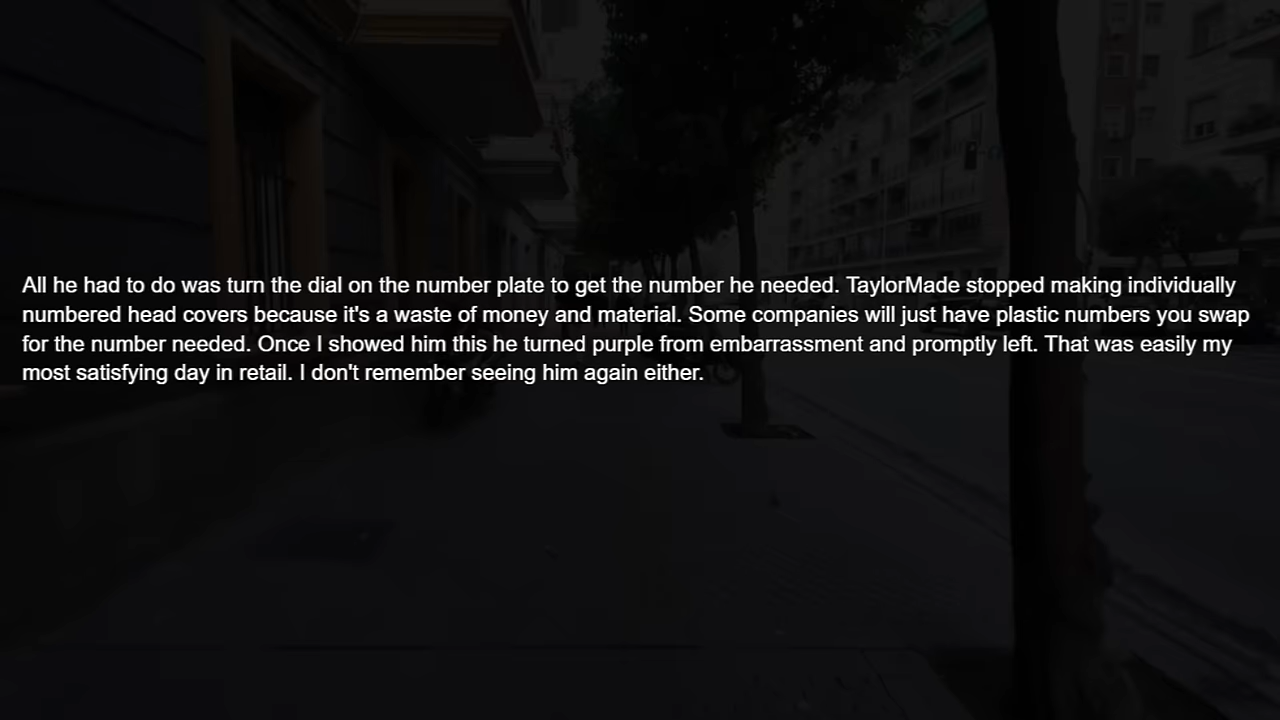 All he had to do was turn the dial on the number plate to get the number he needed. TaylorMade stopped making individually
numbered head covers because it's a waste of money and material. Some companies will just have plastic numbers you swap
for the number needed. Once I showed him this he turned purple from embarrassment and promptly left. That was easily my
most satisfying day in retail. I don't remember seeing him again either.